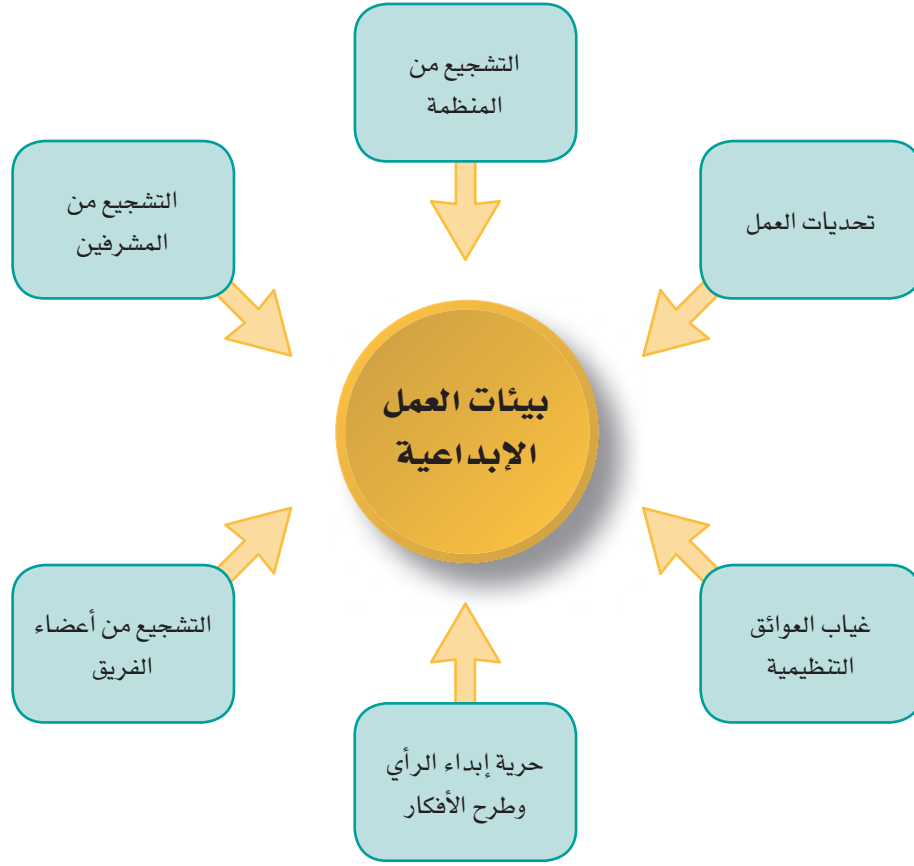 التشجيع من
المنظمة
تحديات العمل
التشجيع من
المشرفين
بيئات العمل
الإبداعية
غياب العوائق
التنظيمية
التشجيع من أعضاء
الفريق
حرية إبداء الرأي
وطرح الأفكار